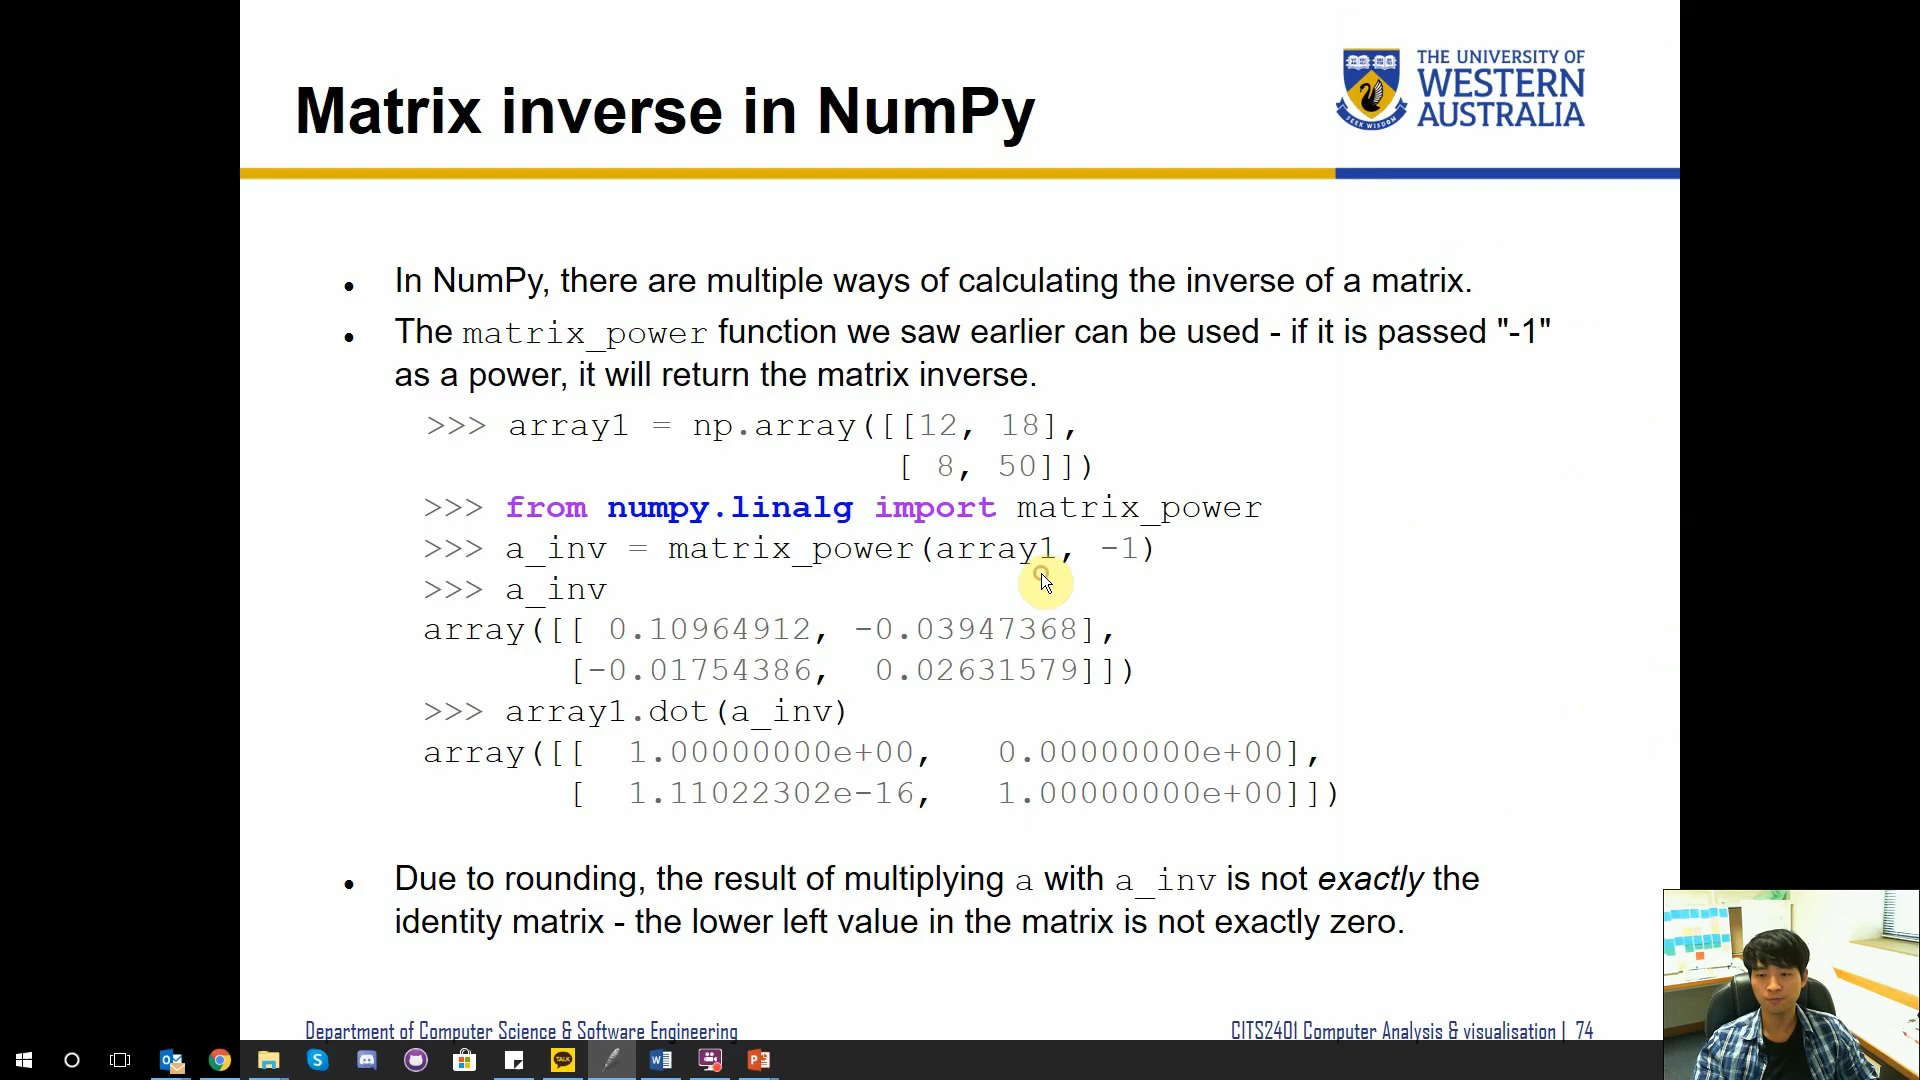 Matrix inverse in NumPy
THE UNIVERSITY OF
WESTERN
AUSTRALIA
SEEK WISDOM
• In NumPy, there are multiple ways of calculating the inverse of a matrix.
• The matrix_power function we saw earlier can be used - if it is passed "-1"
as a power, it will return the matrix inverse.
>>> array1 = np.array([[12, 18],
[ 8, 50]])
>>> from numpy.linalg import matrix_power
>>> a_inv = matrix_power(array1, -1)
>>> a_inv
array([[ 0.10964912, -0.03947368],
[-0.01754386, 0.02631579]])
>>> array1.dot(a_inv)
array([[ 1.00000000e+00, 0.00000000e+00],
[ 1.11022302e-16, 1.00000000e+00]])
• Due to rounding, the result of multiplying a with a_inv is not exactly the
identity matrix - the lower left value in the matrix is not exactly zero.
Department of Computer Science & Software Engineering
CITS2401 Computer Analysis & visualisation | 74
TALK